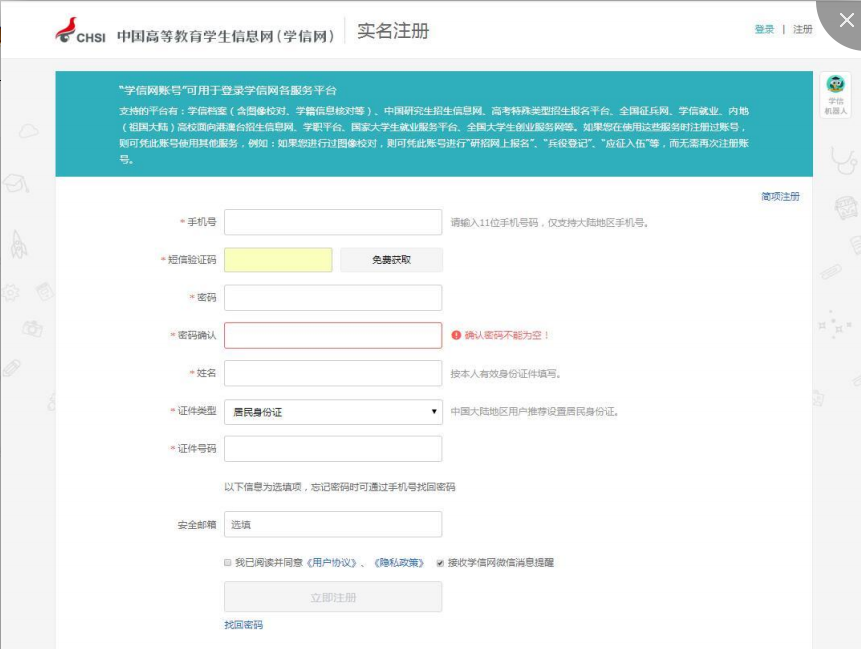 CHSI 中国高等教育学生信息网(学信网) 实名注册
登录 | 注册
学信
机器人
“学信网账号”可用于登录学信网各服务平台
支持的平台有：学信档案（含图像校对、学籍信息核对等）、中国研究生招生信息网、高考特殊类型招生报名平台、全国征兵网、学信就业、内地
（祖国大陆）高校面向港澳台招生信息网、学职平台、国家大学生就业服务平台、全国大学生创业服务网等。如果您在使用这些服务时注册过账号，
则可凭此账号使用其他服务，例如：如果您进行过图像校对，则可凭此账号进行“研招网上报名”、“兵役登记”、“应征入伍”等，而无需再次注册账
号。
简项注册
*手机号 请输入11位手机号码，仅支持大陆地区手机号。
*短信验证码 免费获取
*密码
*密码确认 确认密码不能为空！
*姓名 按本人有效身份证件填写。
*证件类型 居民身份证 中国大陆地区用户推荐设置居民身份证。
*证件号码
以下信息为选填项，忘记密码时可通过手机号找回密码
安全邮箱 选填
我已阅读并同意《用户协议》、《隐私政策》 接收学信网微信消息提醒
立即注册
找回密码